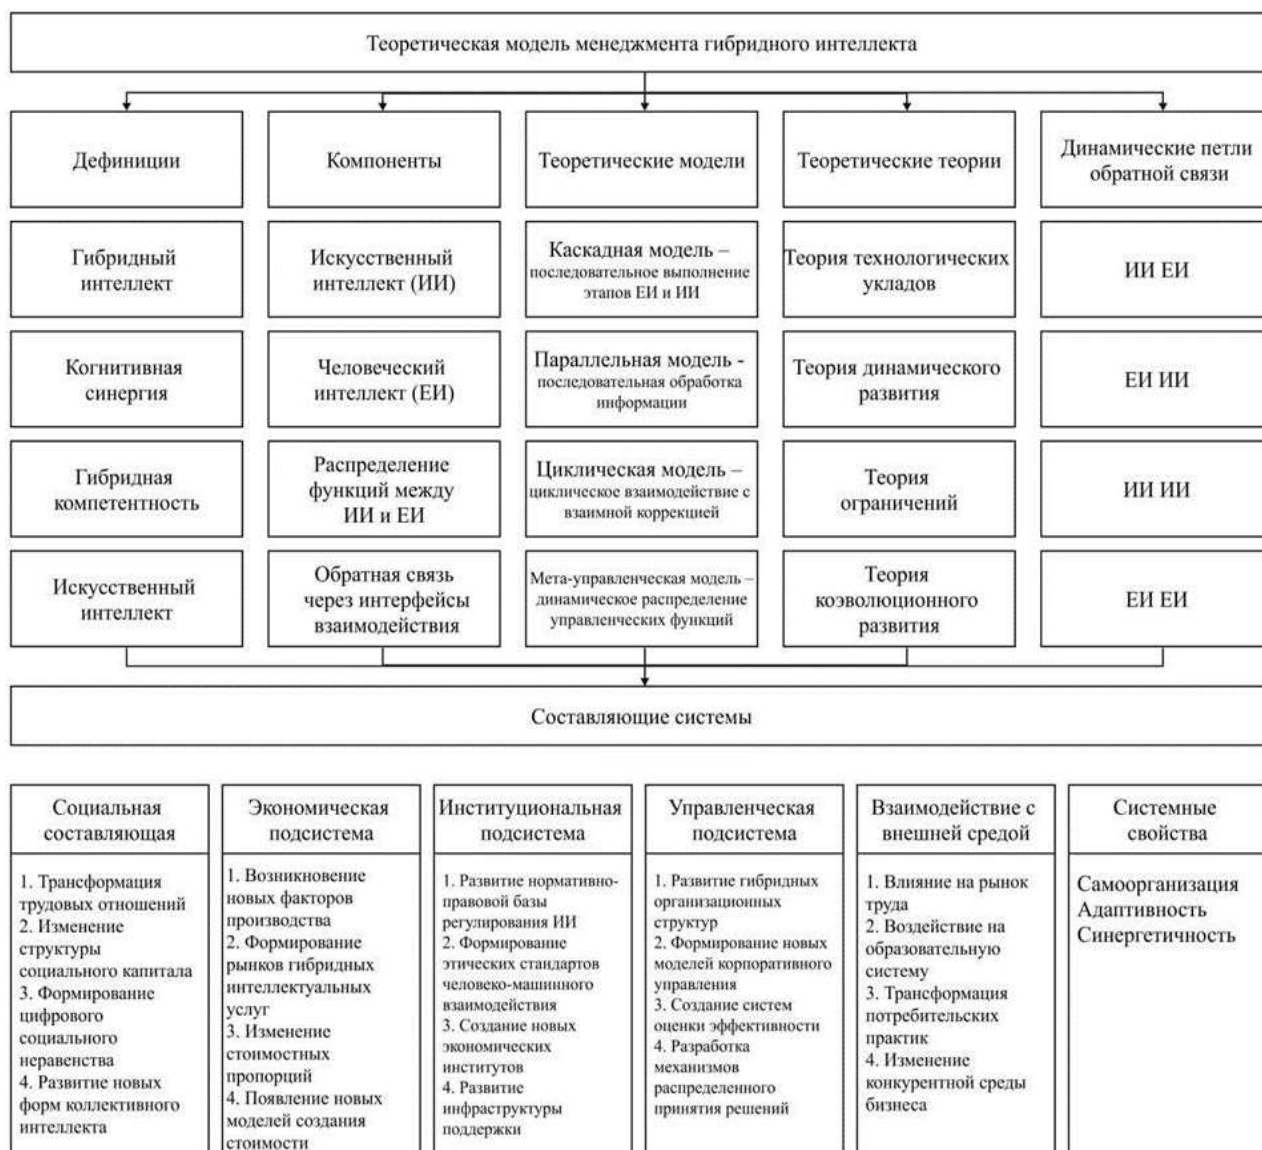 Теоретическая модель менеджмента гибридного интеллекта
Дефиниции
Компоненты
Теоретические модели
Теоретические теории
Динамические петли
обратной связи
Гибридный
интеллект
Искусственный
интеллект (ИИ)
Каскадная модель –
последовательное выполнение
этапов ЕИ и ИИ
Теория технологических
укладов
ИИ ЕИ
Когнитивная
синергия
Человеческий
интеллект (ЕИ)
Параллельная модель -
последовательная обработка
информации
Теория динамического
развития
ЕИ ИИ
Гибридная
компетентность
Распределение
функций между
ИИ и ЕИ
Циклическая модель –
циклическое взаимодействие с
взаимной коррекцией
Теория
ограничений
ИИ ИИ
Искусственный
интеллект
Обратная связь
через интерфейсы
взаимодействия
Мета-управленческая модель –
динамическое распределение
управленческих функций
Теория
коэволюционного
развития
ЕИ ЕИ
Составляющие системы
Социальная
составляющая
1. Трансформация
трудовых отношений
2. Изменение
структуры
социального капитала
3. Формирование
цифрового
социального
неравенства
4. Развитие новых
форм коллективного
интеллекта
Экономическая
подсистема
1. Возникновение
новых факторов
производства
2. Формирование
рынков гибридных
интеллектуальных
услуг
3. Изменение
стоимостных
пропорций
4. Появление новых
моделей создания
стоимости
Институциональная
подсистема
1. Развитие нормативно-
правовой базы
регулирования ИИ
2. Формирование
этических стандартов
человеко-машинного
взаимодействия
3. Создание новых
экономических
институтов
4. Развитие
инфраструктуры
поддержки
Управленческая
подсистема
1. Развитие гибридных
организационных
структур
2. Формирование новых
моделей корпоративного
управления
3. Создание систем
оценки эффективности
4. Разработка
механизмов
распределенного
принятия решений
Взаимодействие с
внешней средой
1. Влияние на рынок
труда
2. Воздействие на
образовательную
систему
3. Трансформация
потребительских
практик
4. Изменение
конкурентной среды
бизнеса
Системные
свойства
Самоорганизация
Адаптивность
Синергетичность